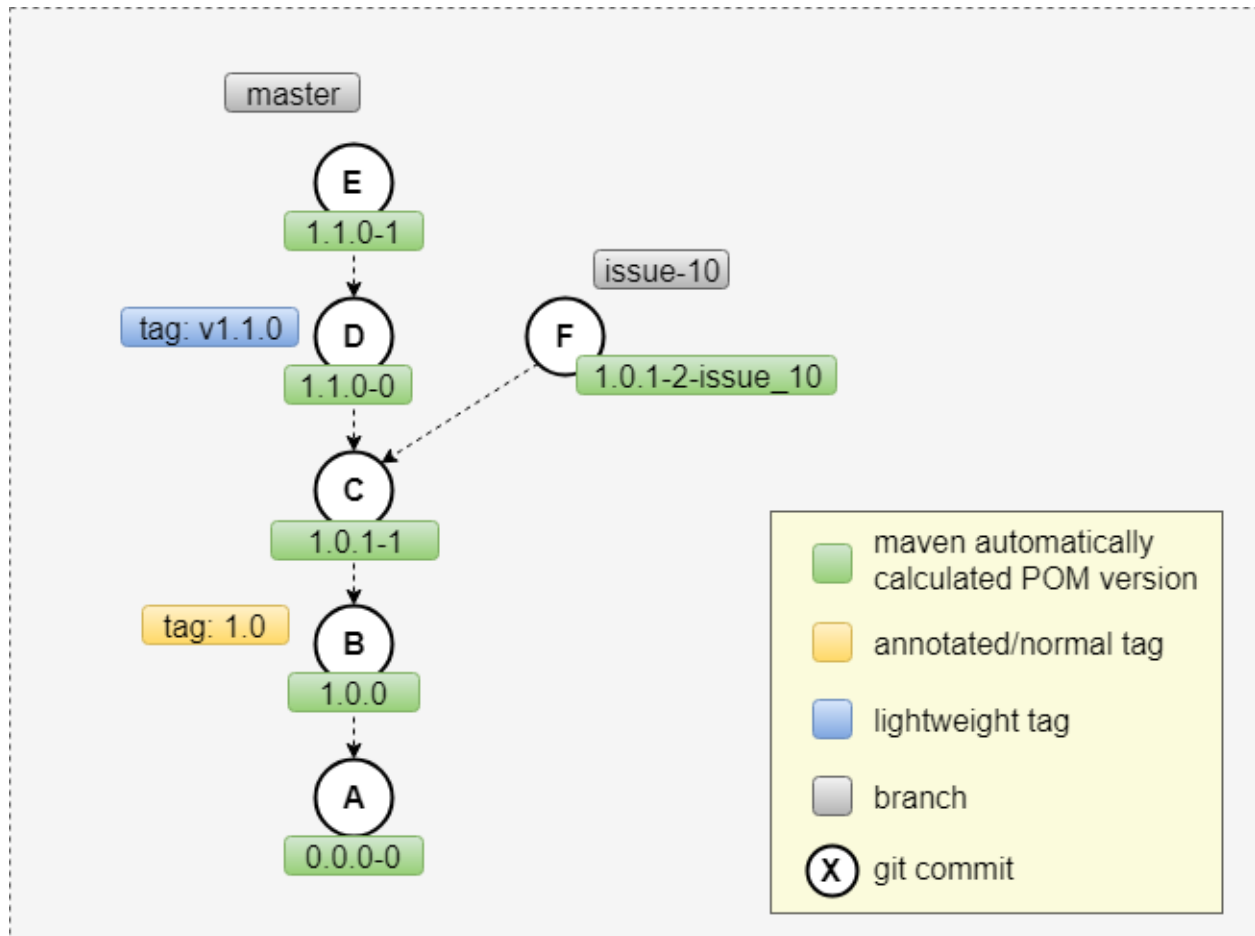 master
E
1.1.0-1
issue-10
tag: v1.1.0
D
F
1.1.0-0
1.0.1-2-issue_10
C
1.0.1-1
tag: 1.0
B
1.0.0
A
0.0.0-0
maven automatically
calculated POM version
annotated/normal tag
lightweight tag
branch
X
git commit